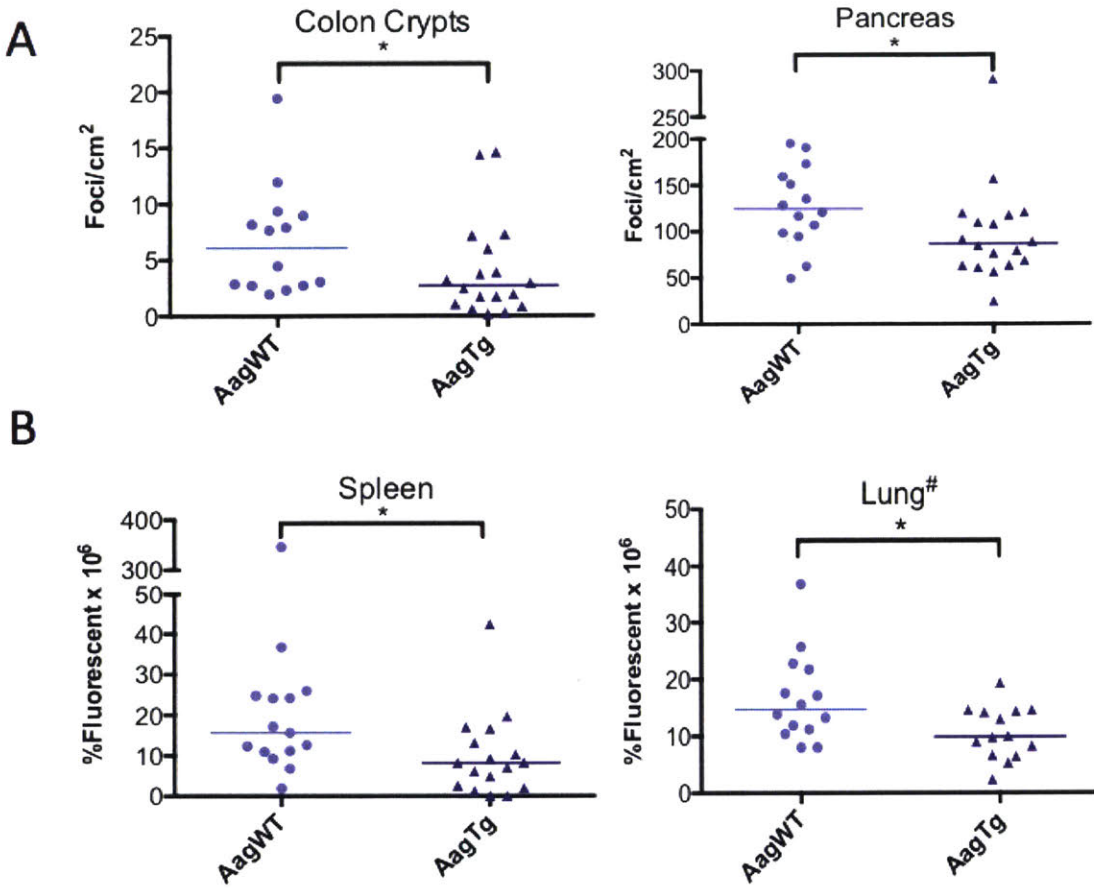 A
Colon Crypts
*
Foci/cm²
25
20
15
10
5
0
AagWT
AagTg
Pancreas
*
Foci/cm²
300
250
200
150
100
50
0
AagWT
AagTg
B
Spleen
*
%Fluorescent x 10⁶
400
300
50
40
30
20
10
0
AagWT
AagTg
Lung#
*
%Fluorescent x 10⁶
50
40
30
20
10
0
AagWT
AagTg